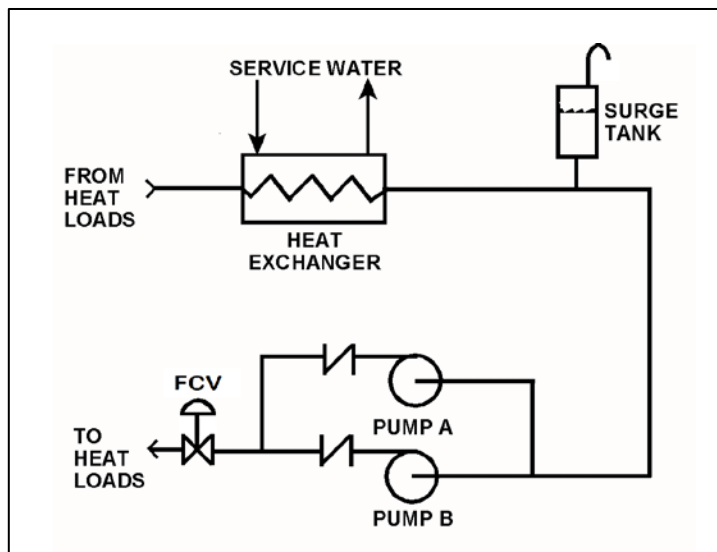 SERVICE WATER
SURGE
TANK
FROM
HEAT
LOADS
HEAT
EXCHANGER
FCV
PUMP A
TO
HEAT
LOADS
PUMP B